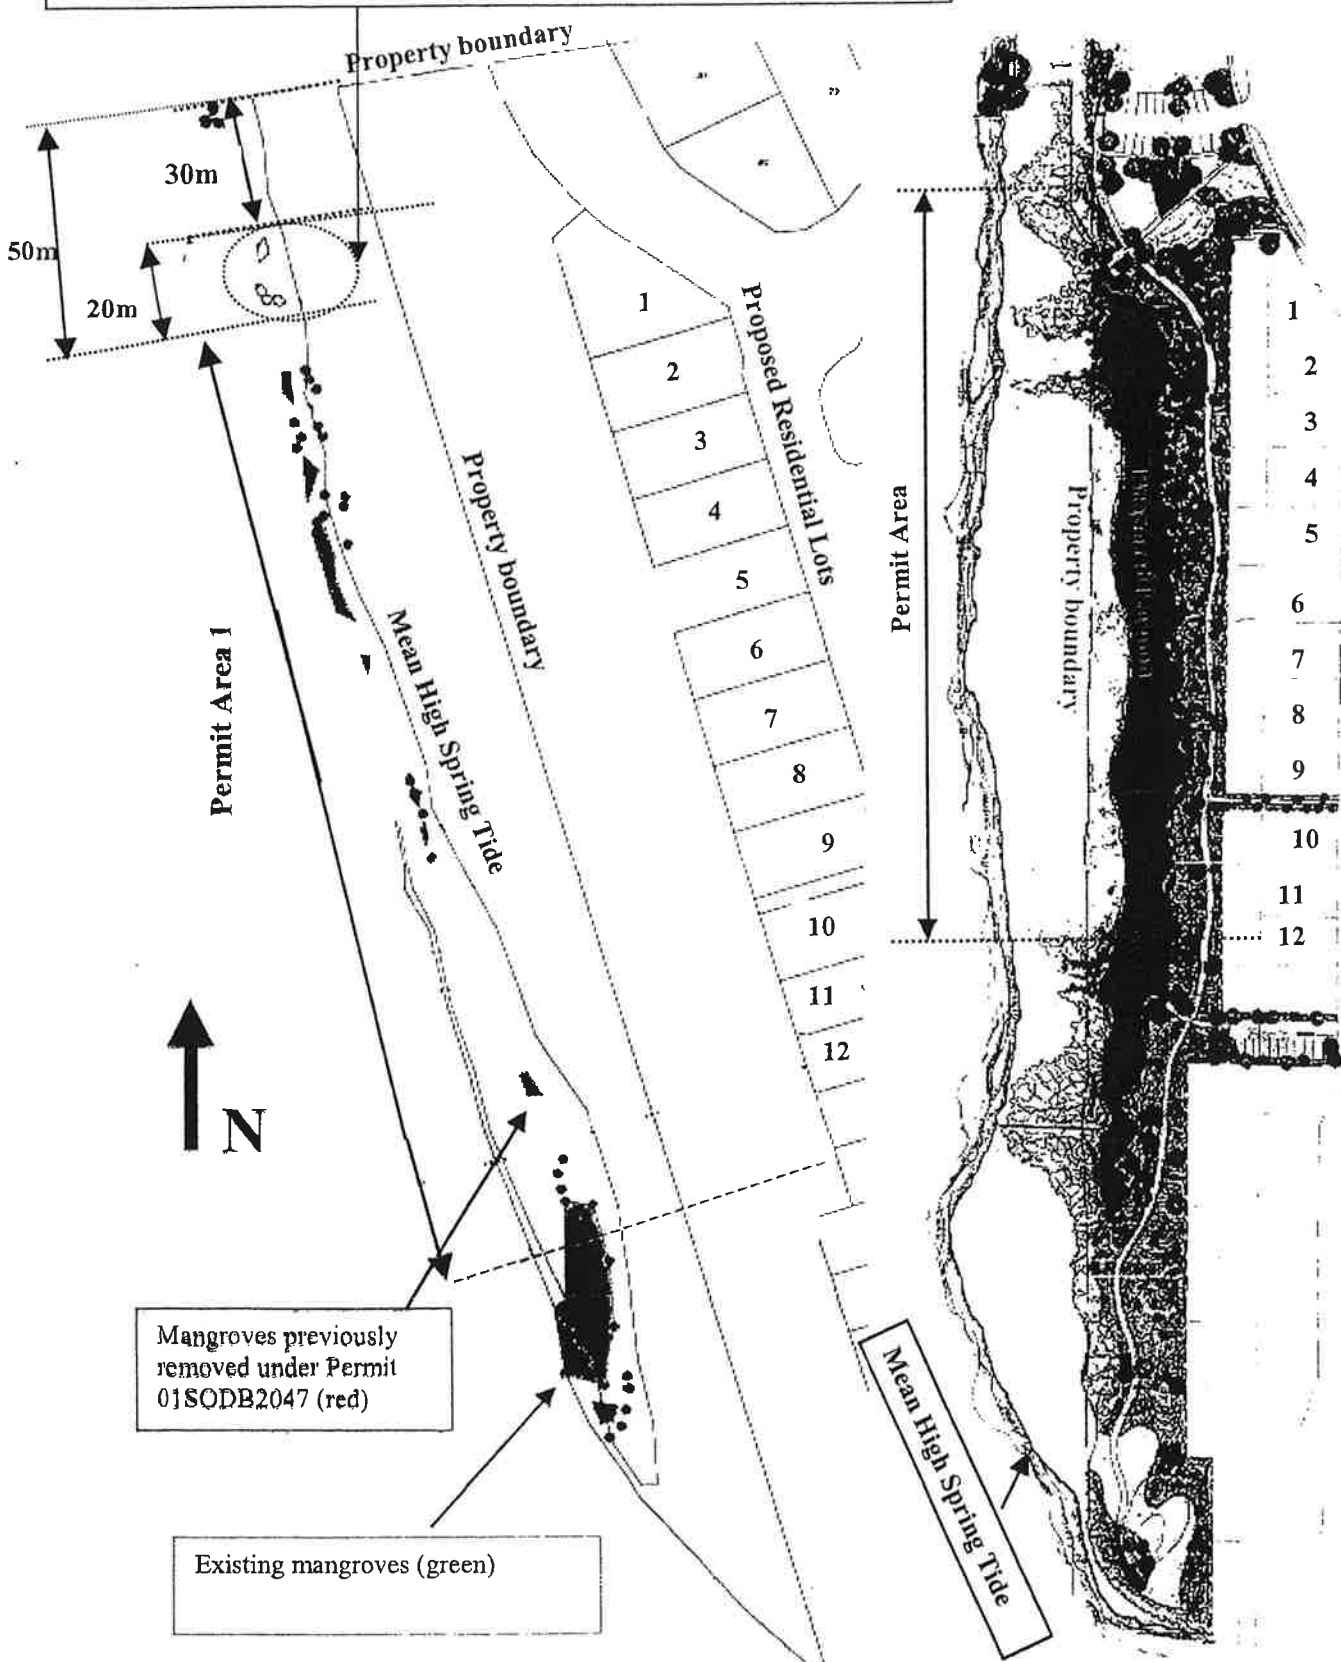 Property boundary
30m
50m
20m
Permit Area 1
Mean High Spring Tide
Property boundary
Proposed Residential Lots
1
2
3
4
5
6
7
8
9
10
11
12
N
Mangroves previously
removed under Permit
01SODB2047 (red)
Existing mangroves (green)
Permit Area
Property boundary
1
2
3
4
5
6
7
8
9
10
11
12
Mean High Spring Tide